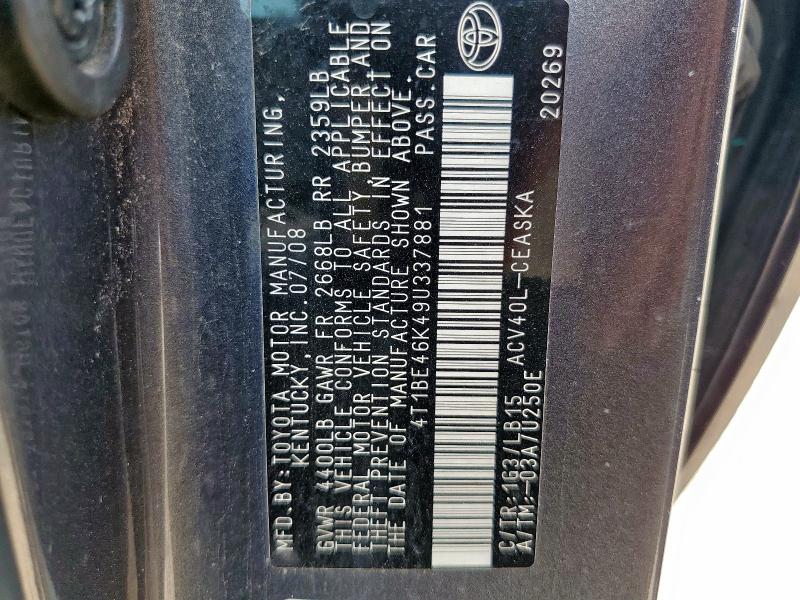 MFD.BY: TOYOTA MOTOR MANUFACTURING,
KENTUCKY, INC. 07/08
GVWR 4400LB GAWR FR 2668LB RR 2359LB
THIS VEHICLE CONFORMS TO ALL APPLICABLE
FEDERAL MOTOR VEHICLE SAFETY, BUMPER, AND
THEFT PREVENTION STANDARDS IN EFFECT ON
THE DATE OF MANUFACTURE SHOWN ABOVE.
4T1BE46K49U337881 PASS.CAR
C/TR: 1G3/LB15 ACV40L-CEASKA
A/TM: -03A/U250E
20269